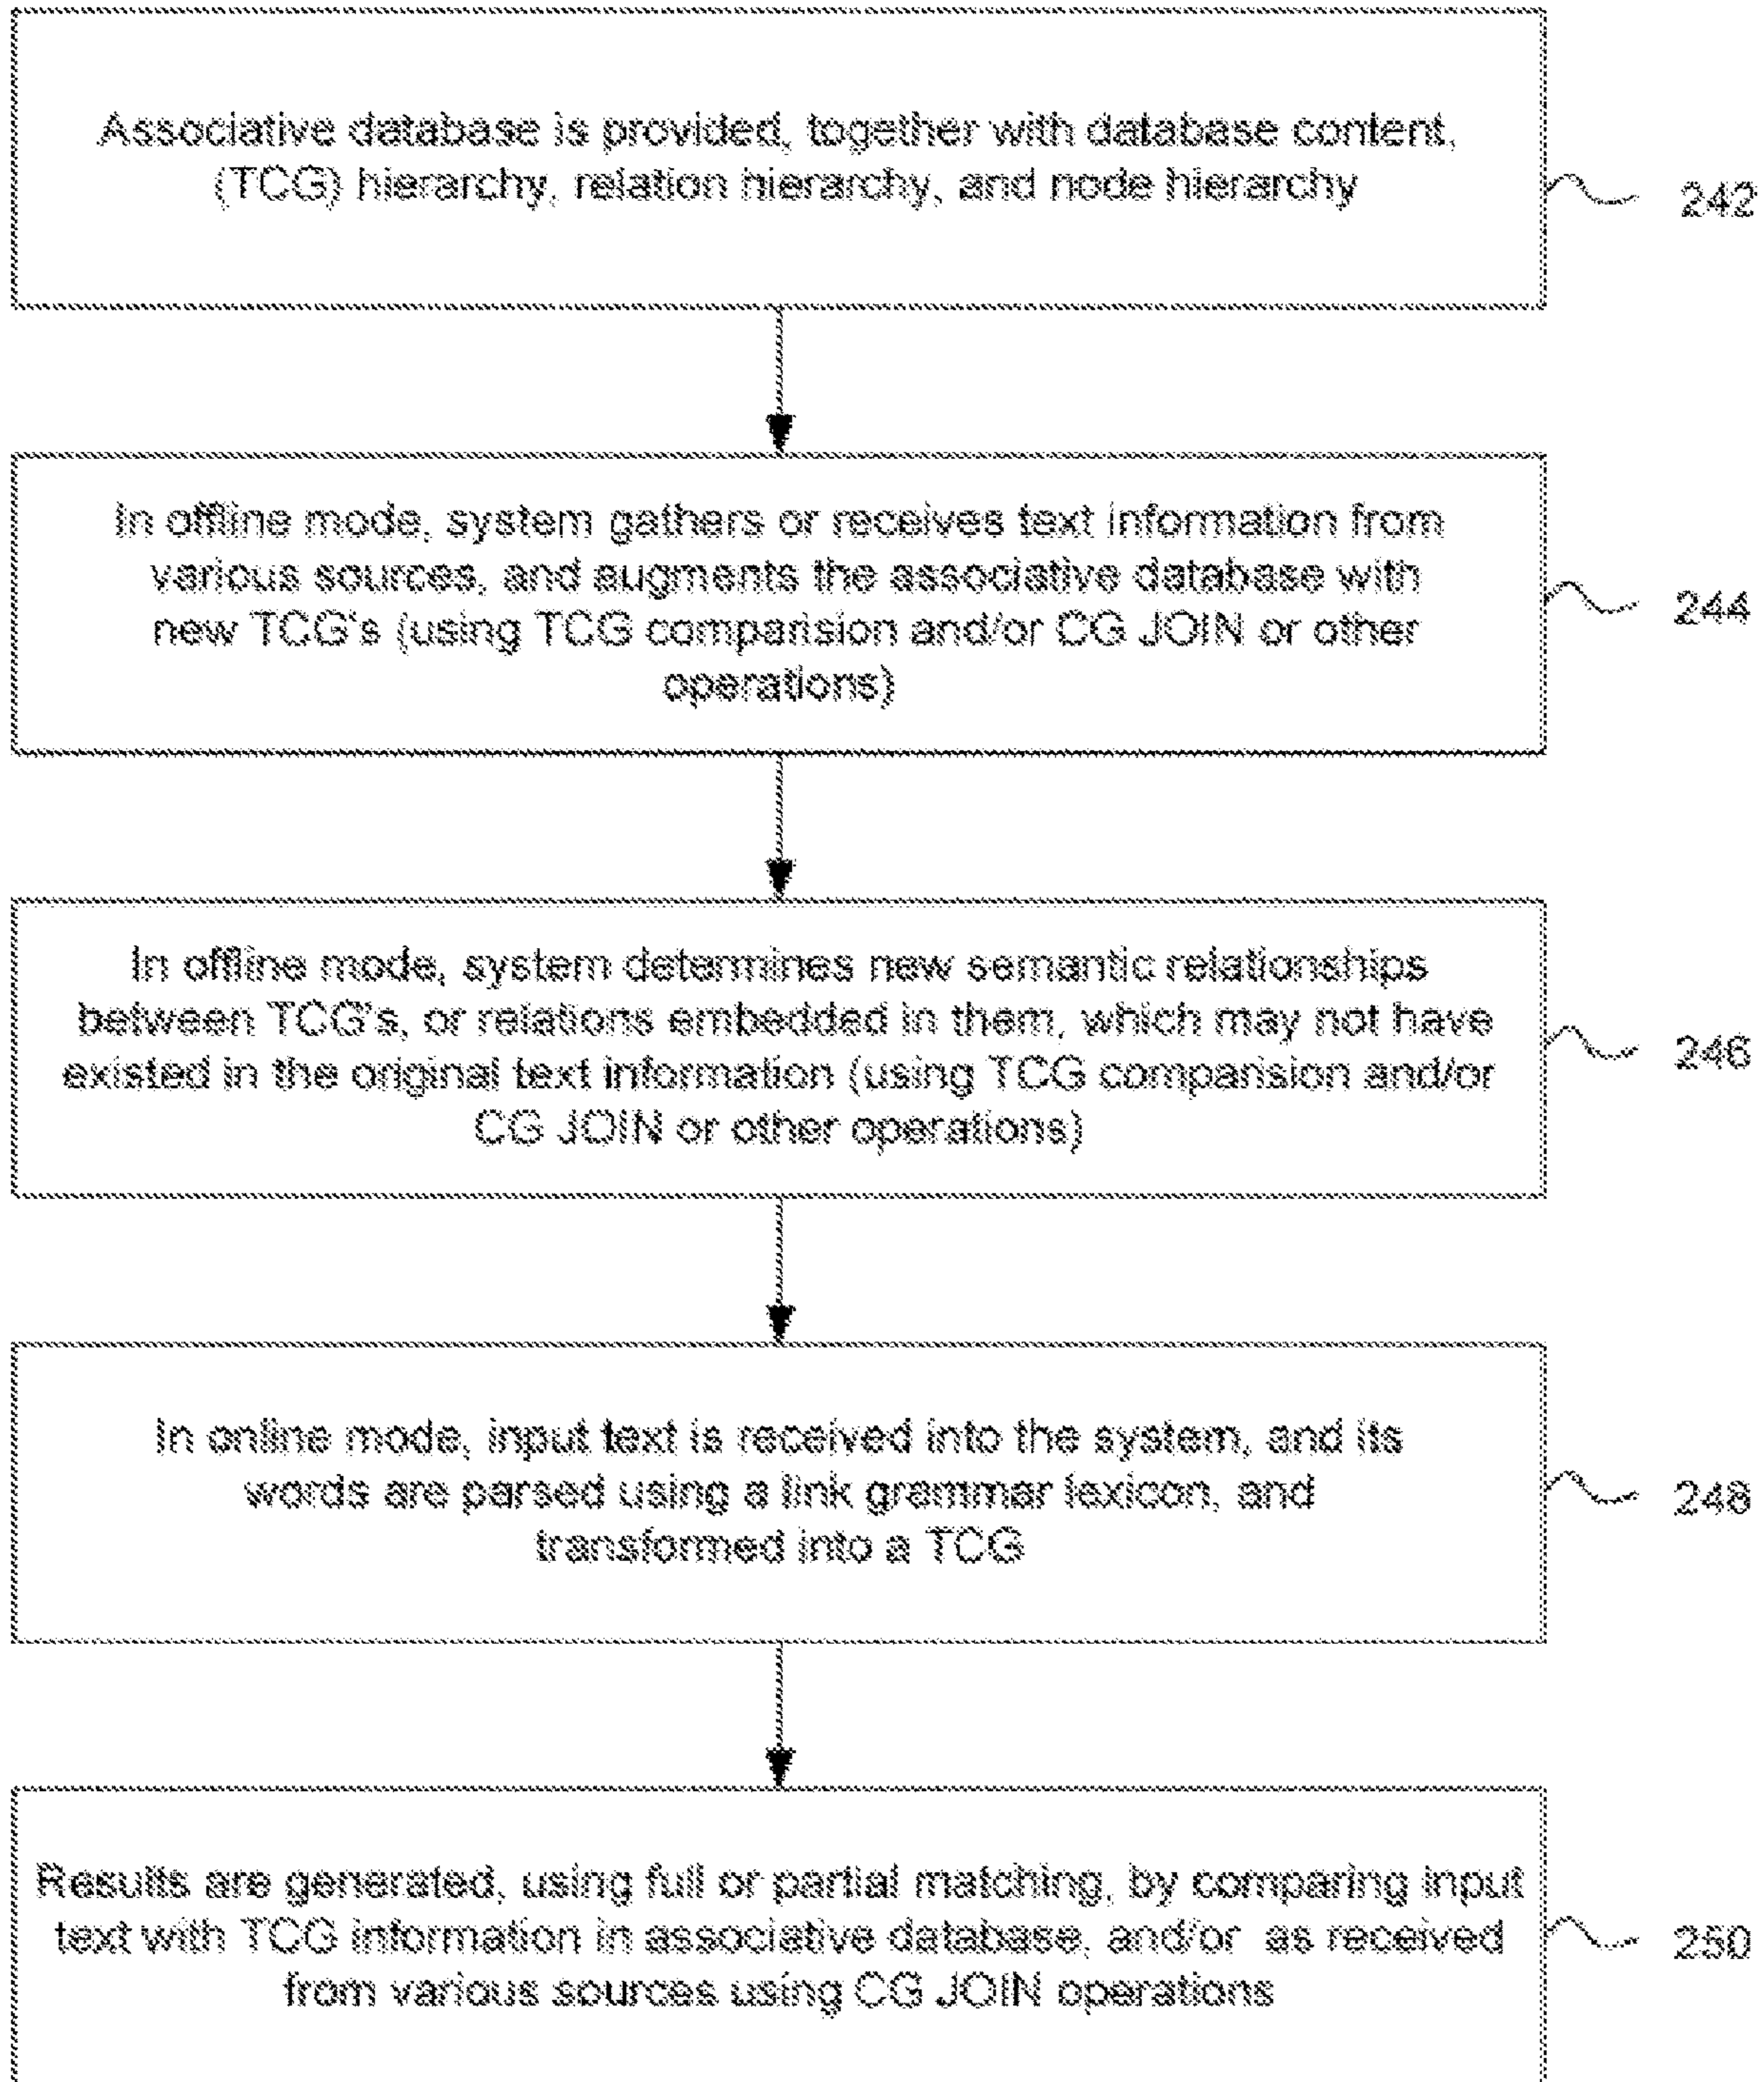 Associative database is provided, together with database content,
(TCG) hierarchy, relation hierarchy, and node hierarchy
242
In offline mode, system gathers or receives text information from
various sources, and augments the associative database with
new TCG's (using TCG comparision and/or CG JOIN or other
operations)
244
In offline mode, system determines new semantic relationships
between TCG's, or relations embedded in them, which may not have
existed in the original text information (using TCG comparision and/or
CG JOIN or other operations)
246
In online mode, input text is received into the system, and its
words are parsed using a link grammar lexicon, and
transformed into a TCG
248
Results are generated, using full or partial matching, by comparing input
text with TCG information in associative database, and/or as received
from various sources using CG JOIN operations
250